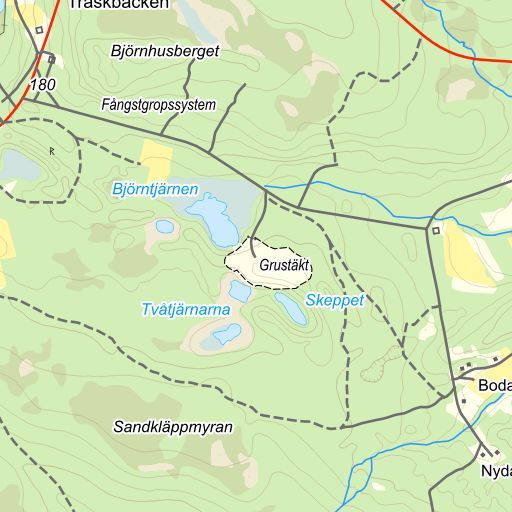 Träskbacken
Björnhusberget
180
Fångstgropssystem
R
Björntjärnen
Grustäkt
Skeppet
Tvåtjärnarna
Boda
Sandkläppmyran
Nyda